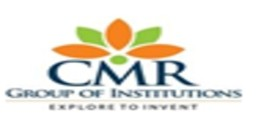 CMR
GROUP OF INSTITUTIONS
EXPLORE TO INVENT